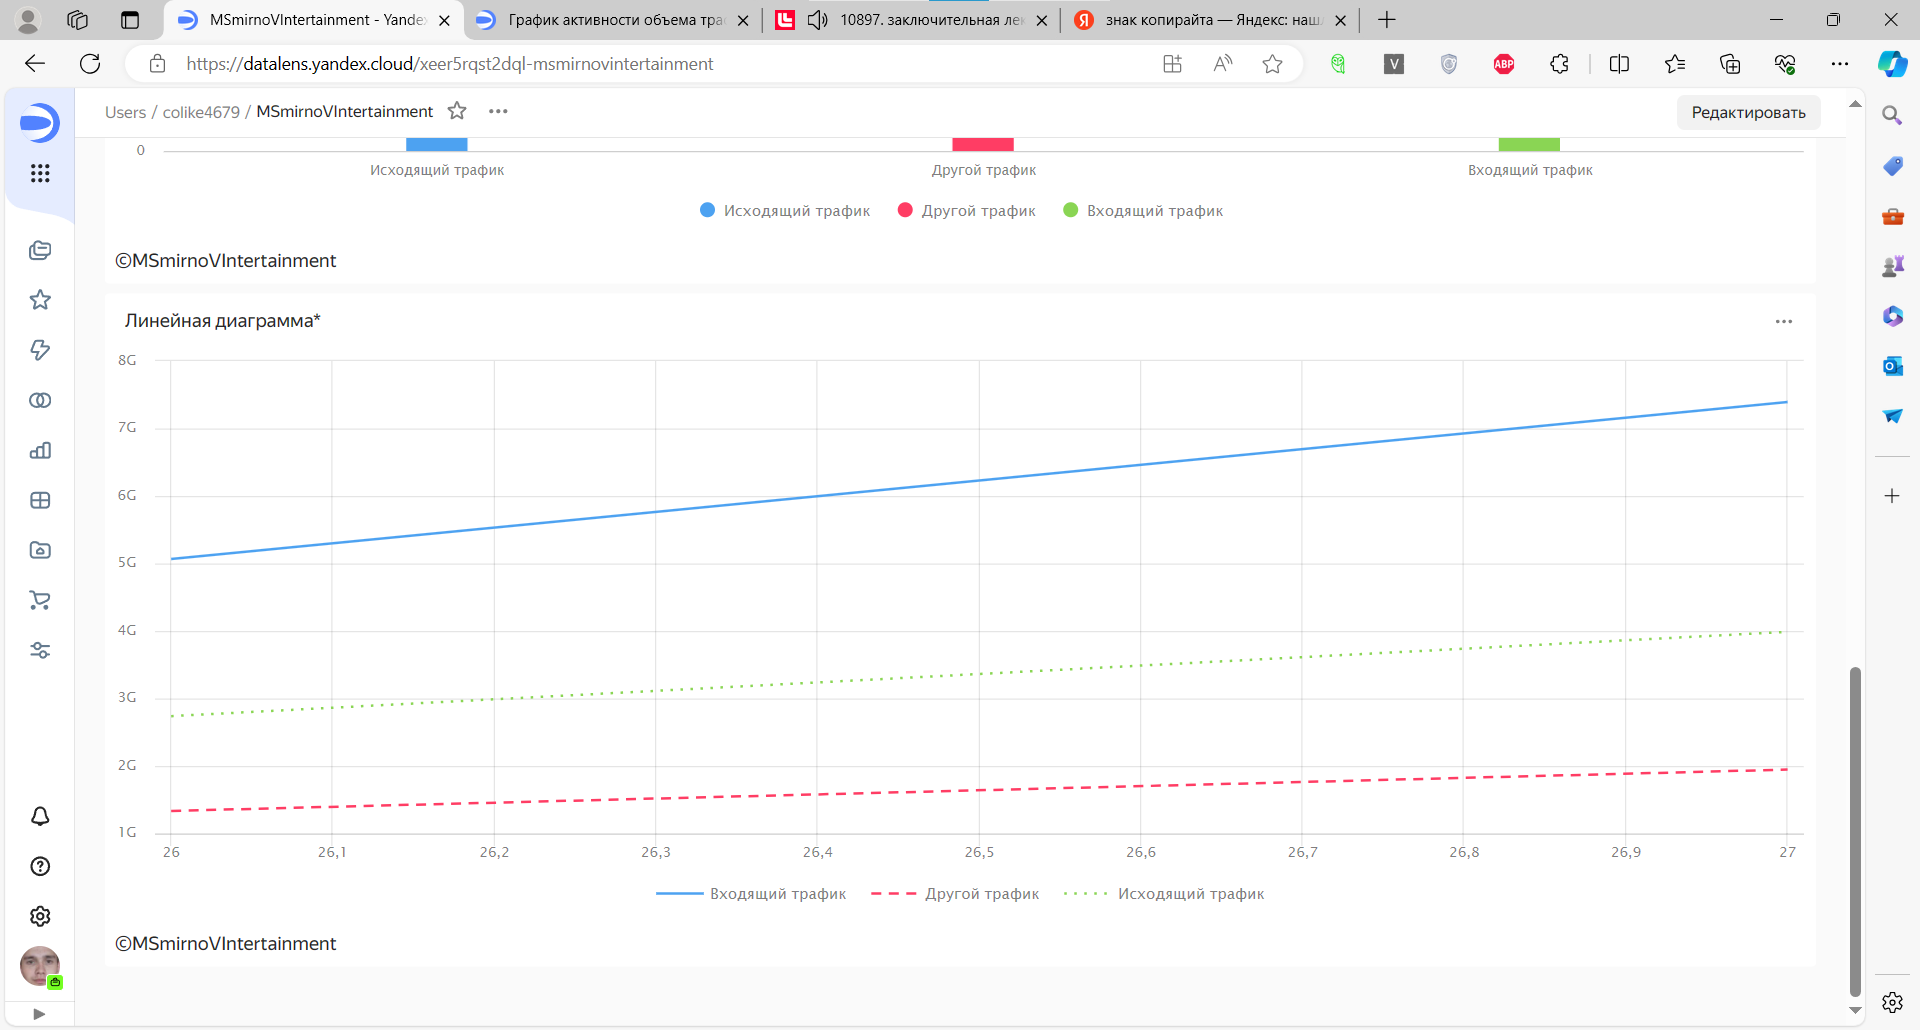 MSmirnoVIntertainment - Yande
График активности объема тра
10897. заключительная ле
знак копирайта — Яндекс: наш
https://datalens.yandex.cloud/xeer5rqst2dql-msmirnovintertainment
V
ABP
Users / colike4679 / MSmirnoVIntertainment
Редактировать
0
Исходящий трафик Другой трафик Входящий трафик
Исходящий трафик Другой трафик Входящий трафик
©MSmirnoVIntertainment
Линейная диаграмма*
8G
7G
6G
5G
4G
3G
2G
1G
26 26,1 26,2 26,3 26,4 26,5 26,6 26,7 26,8 26,9 27
Входящий трафик Другой трафик Исходящий трафик
©MSmirnoVIntertainment